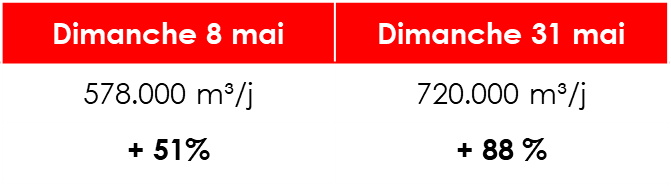 Dimanche 8 mai Dimanche 31 mai
578.000 m³/j 720.000 m³/j
+ 51% + 88 %